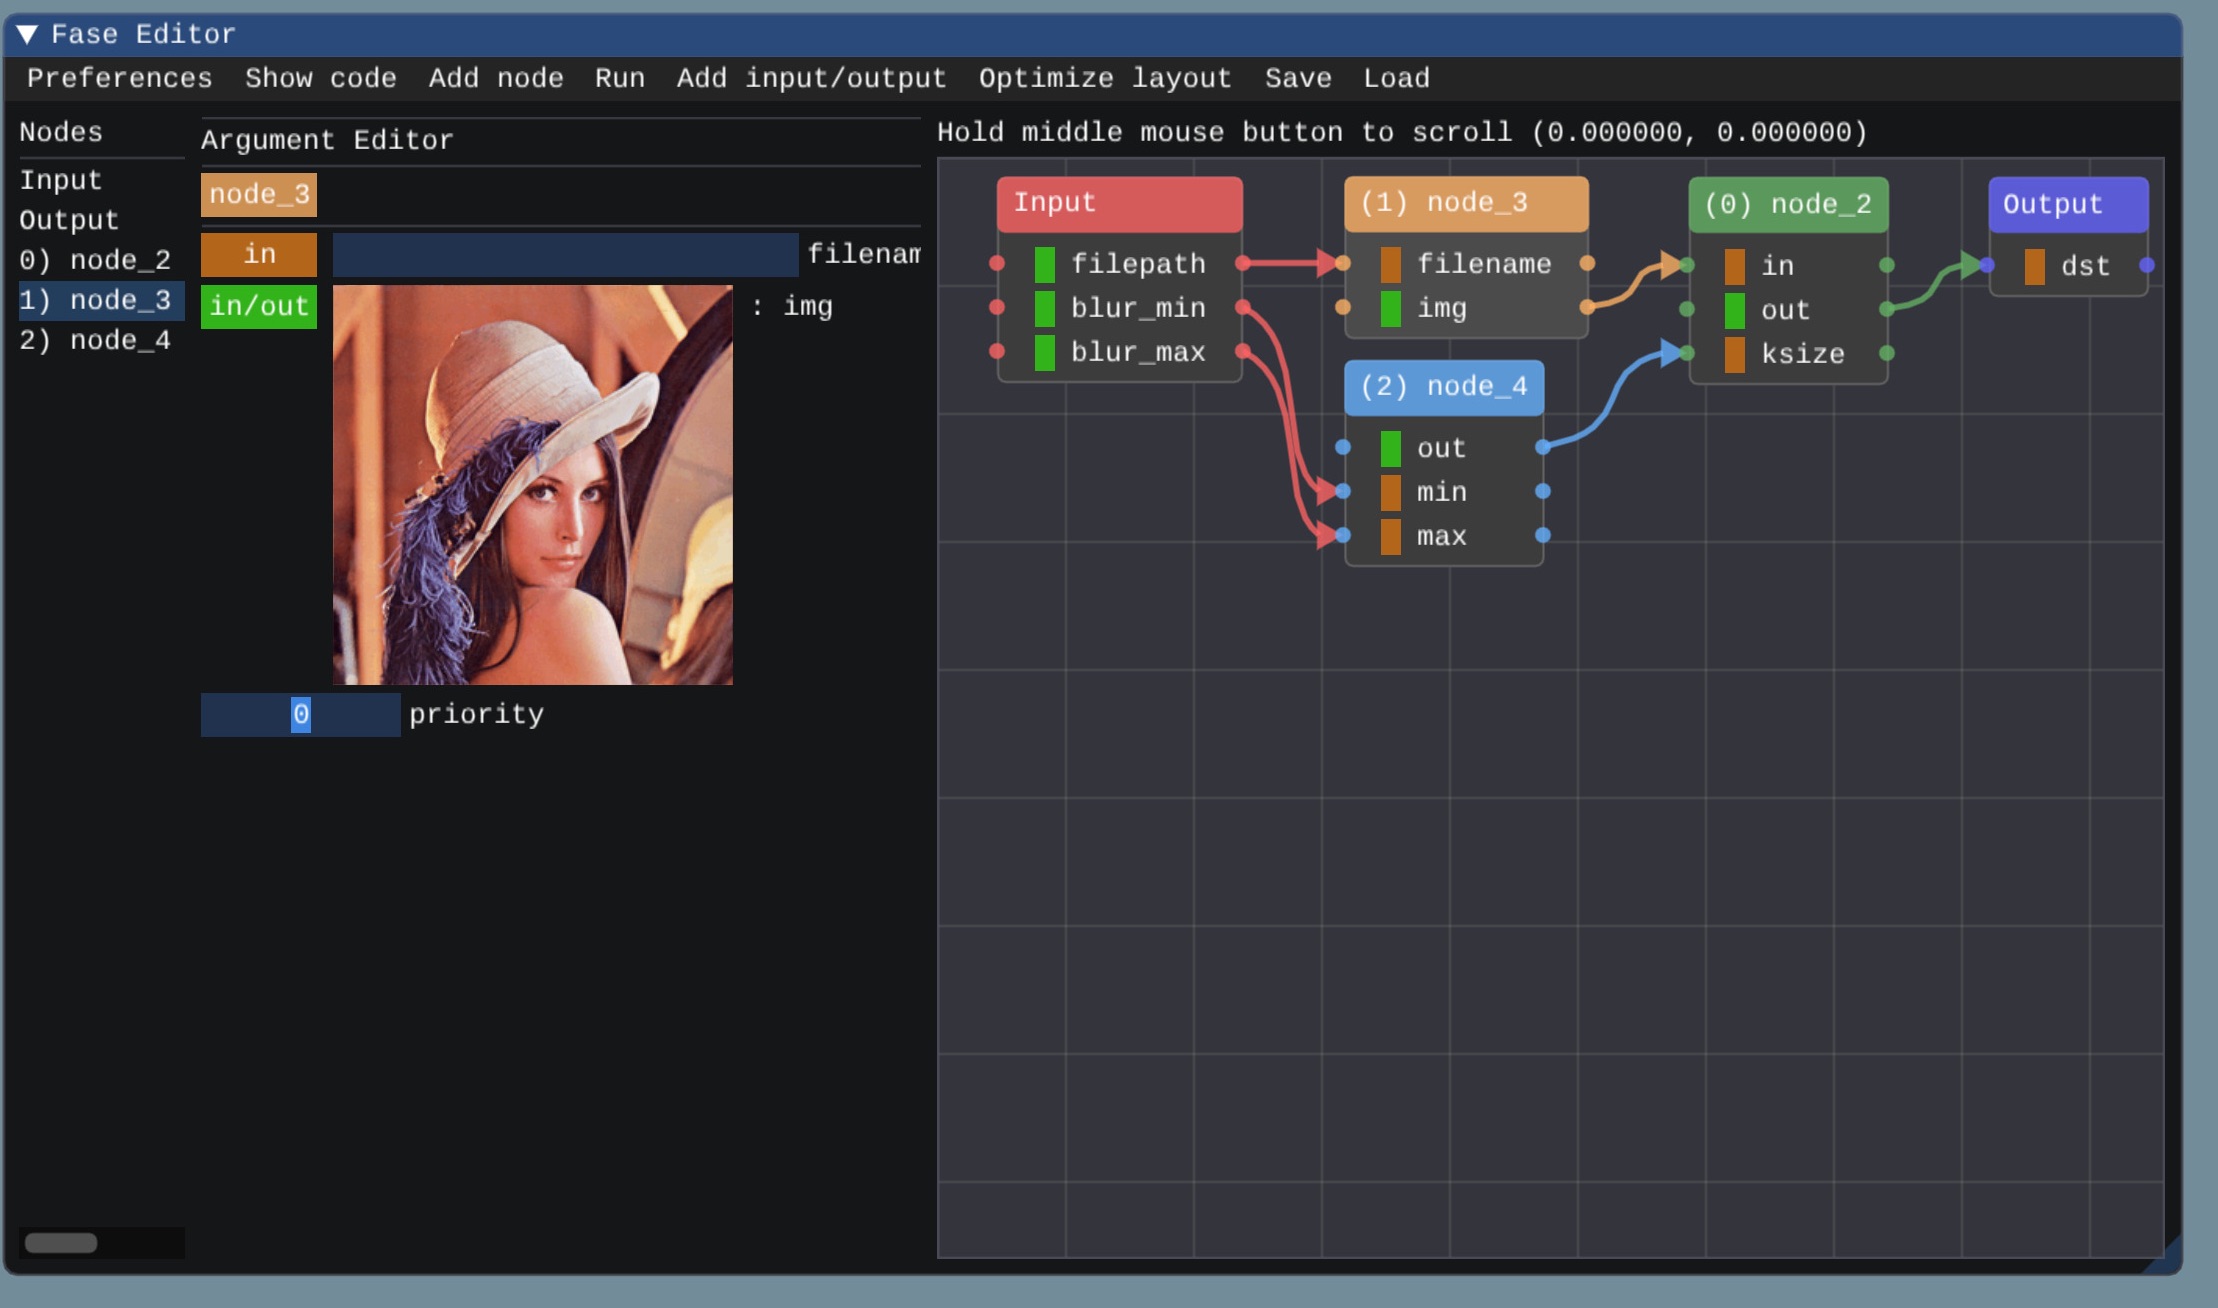 Fase Editor
Preferences Show code Add node Run Add input/output Optimize layout Save Load
Nodes
Input
Output
0) node_2
1) node_3
2) node_4
Argument Editor
node_3
in filenam
in/out : img
0 priority
Hold middle mouse button to scroll (0.000000, 0.000000)
Input
filepath
blur_min
blur_max
(1) node_3
filename
img
(2) node_4
out
min
max
(0) node_2
in
out
ksize
Output
dst